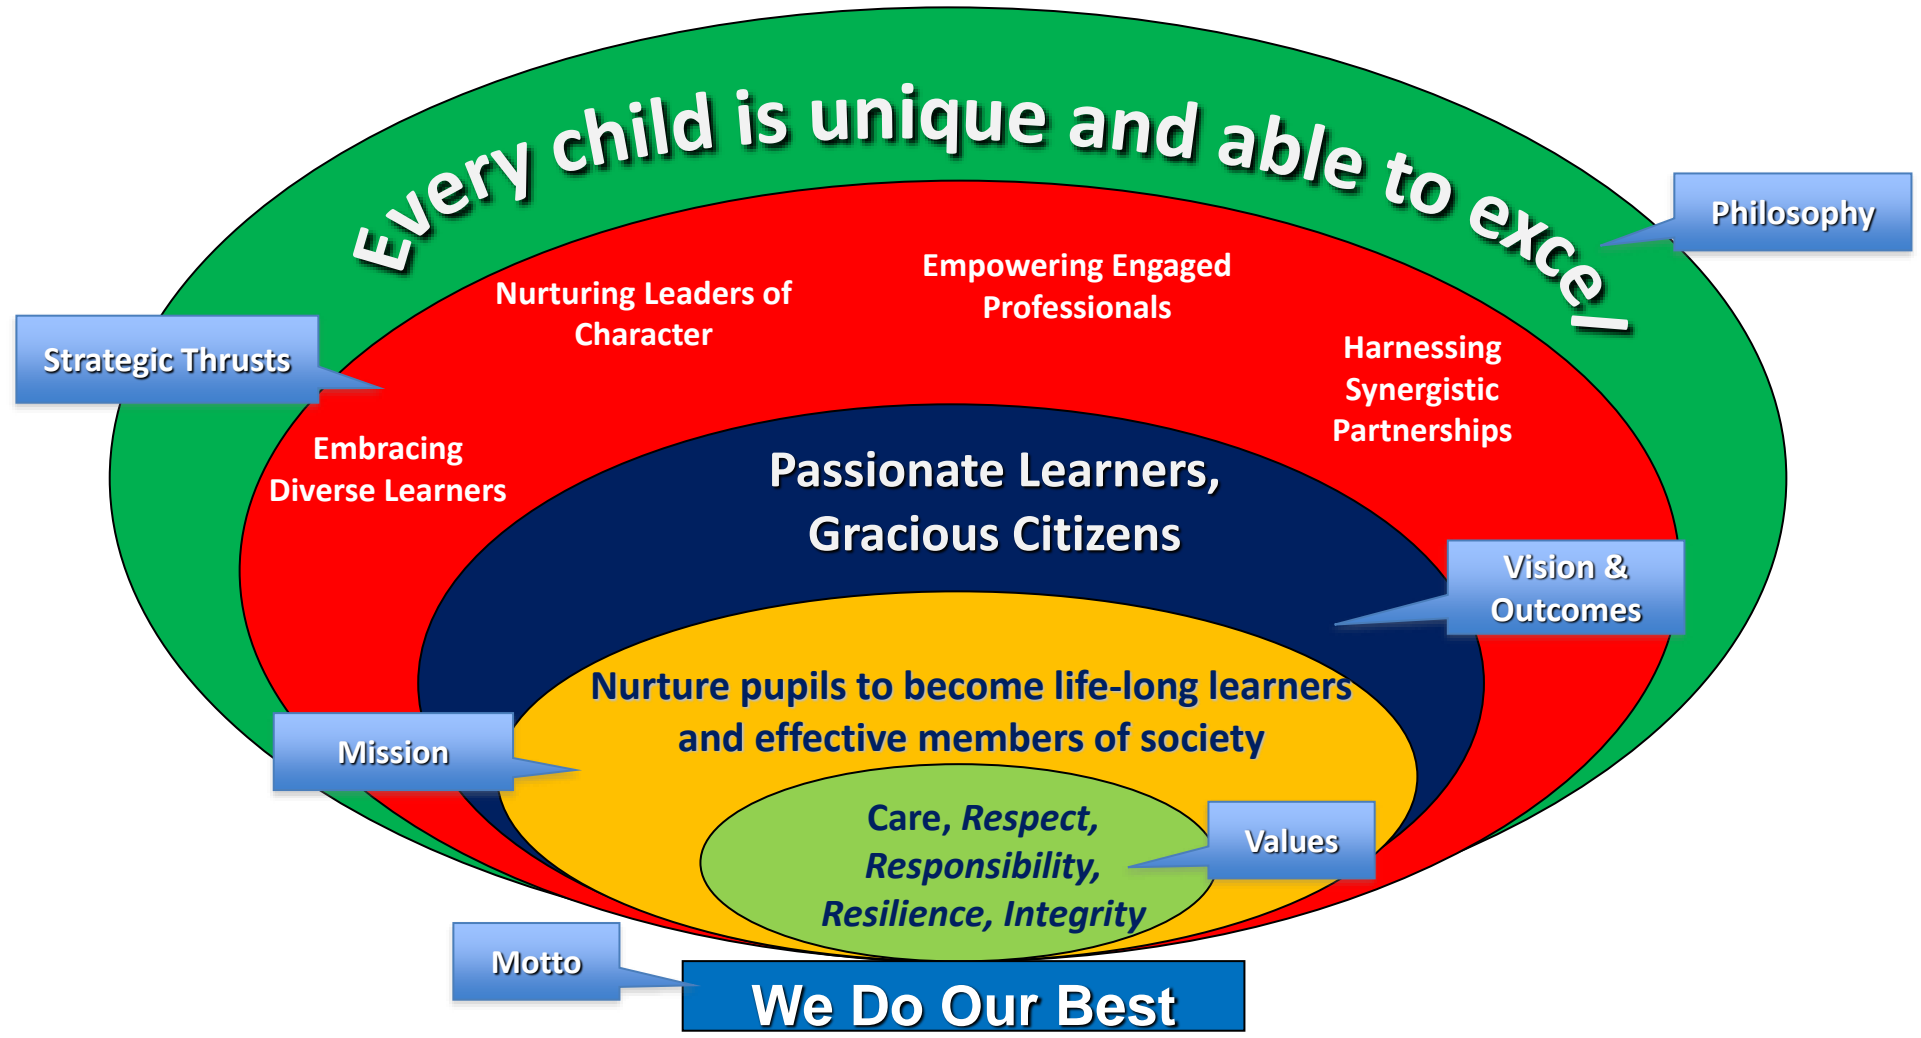 Every child is unique and able to excel
Philosophy
Strategic Thrusts
Embracing
Diverse Learners
Nurturing Leaders of
Character
Empowering Engaged
Professionals
Harnessing
Synergistic
Partnerships
Passionate Learners,
Gracious Citizens
Vision &
Outcomes
Nurture pupils to become life-long learners
and effective members of society
Mission
Care, Respect,
Responsibility,
Resilience, Integrity
Values
Motto
We Do Our Best